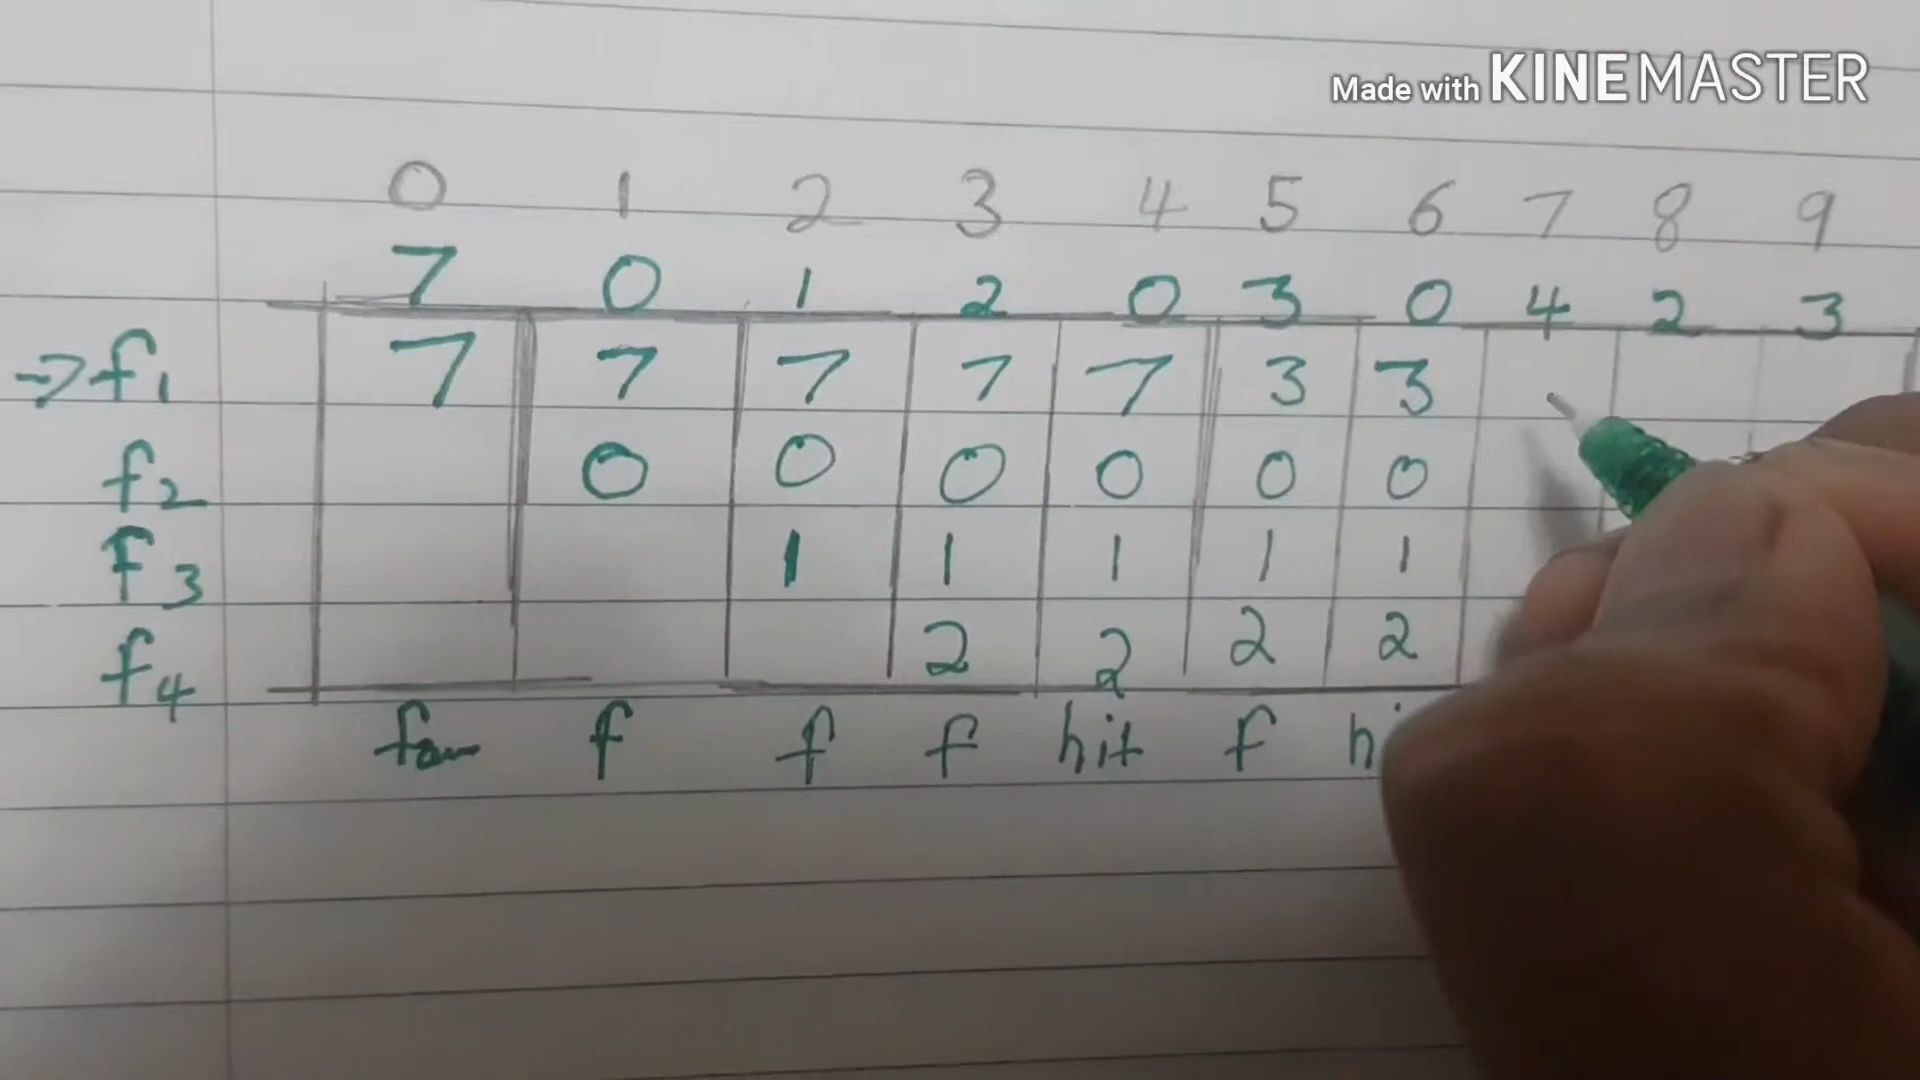 Made with KINEMASTER
0 1 2 3 4 5 6 7 8 9
7 0 1 2 0 3 0 4 2 3
→ f1 7 7 7 7 7 3 3
f2 0 0 0 0 0 0
f3 1 1 1 1 1
f4 2 2 2 2
f f f hit f